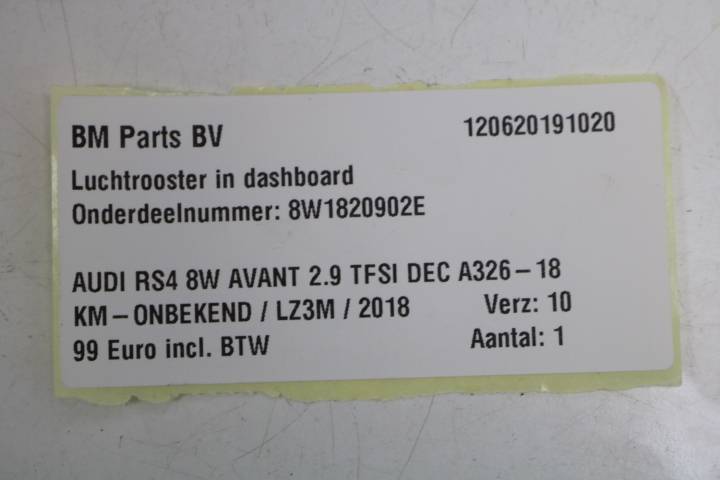 BM Parts BV 120620191020
Luchtrooster in dashboard
Onderdeelnummer: 8W1820902E
AUDI RS4 8W AVANT 2.9 TFSI DEC A326-18
KM-ONBEKEND / LZ3M / 2018 Verz: 10
99 Euro incl. BTW Aantal: 1